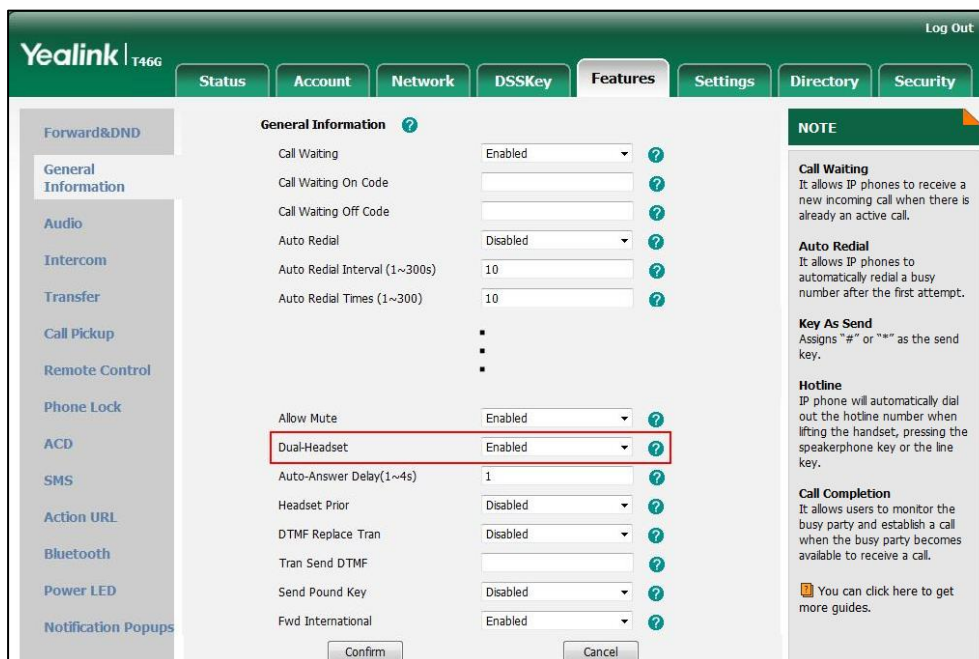 Log Out
Yealink T46G
Status Account Network DSSKey Features Settings Directory Security
Forward&DND
General
Information
Audio
Intercom
Transfer
Call Pickup
Remote Control
Phone Lock
ACD
SMS
Action URL
Bluetooth
Power LED
Notification Popups
General Information ?
Call Waiting Enabled ?
Call Waiting On Code ?
Call Waiting Off Code ?
Auto Redial Disabled ?
Auto Redial Interval (1~300s) 10 ?
Auto Redial Times (1~300) 10 ?
Allow Mute Enabled ?
Dual-Headset Enabled ?
Auto-Answer Delay(1~4s) 1 ?
Headset Prior Disabled ?
DTMF Replace Tran Disabled ?
Tran Send DTMF ?
Send Pound Key Disabled ?
Fwd International Enabled ?
Confirm Cancel
NOTE
Call Waiting
It allows IP phones to receive a
new incoming call when there is
already an active call.
Auto Redial
It allows IP phones to
automatically redial a busy
number after the first attempt.
Key As Send
Assigns "#" or "*" as the send
key.
Hotline
IP phone will automatically dial
out the hotline number when
lifting the handset, pressing the
speakerphone key or the line
key.
Call Completion
It allows users to monitor the
busy party and establish a call
when the busy party becomes
available to receive a call.
? You can click here to get
more guides.